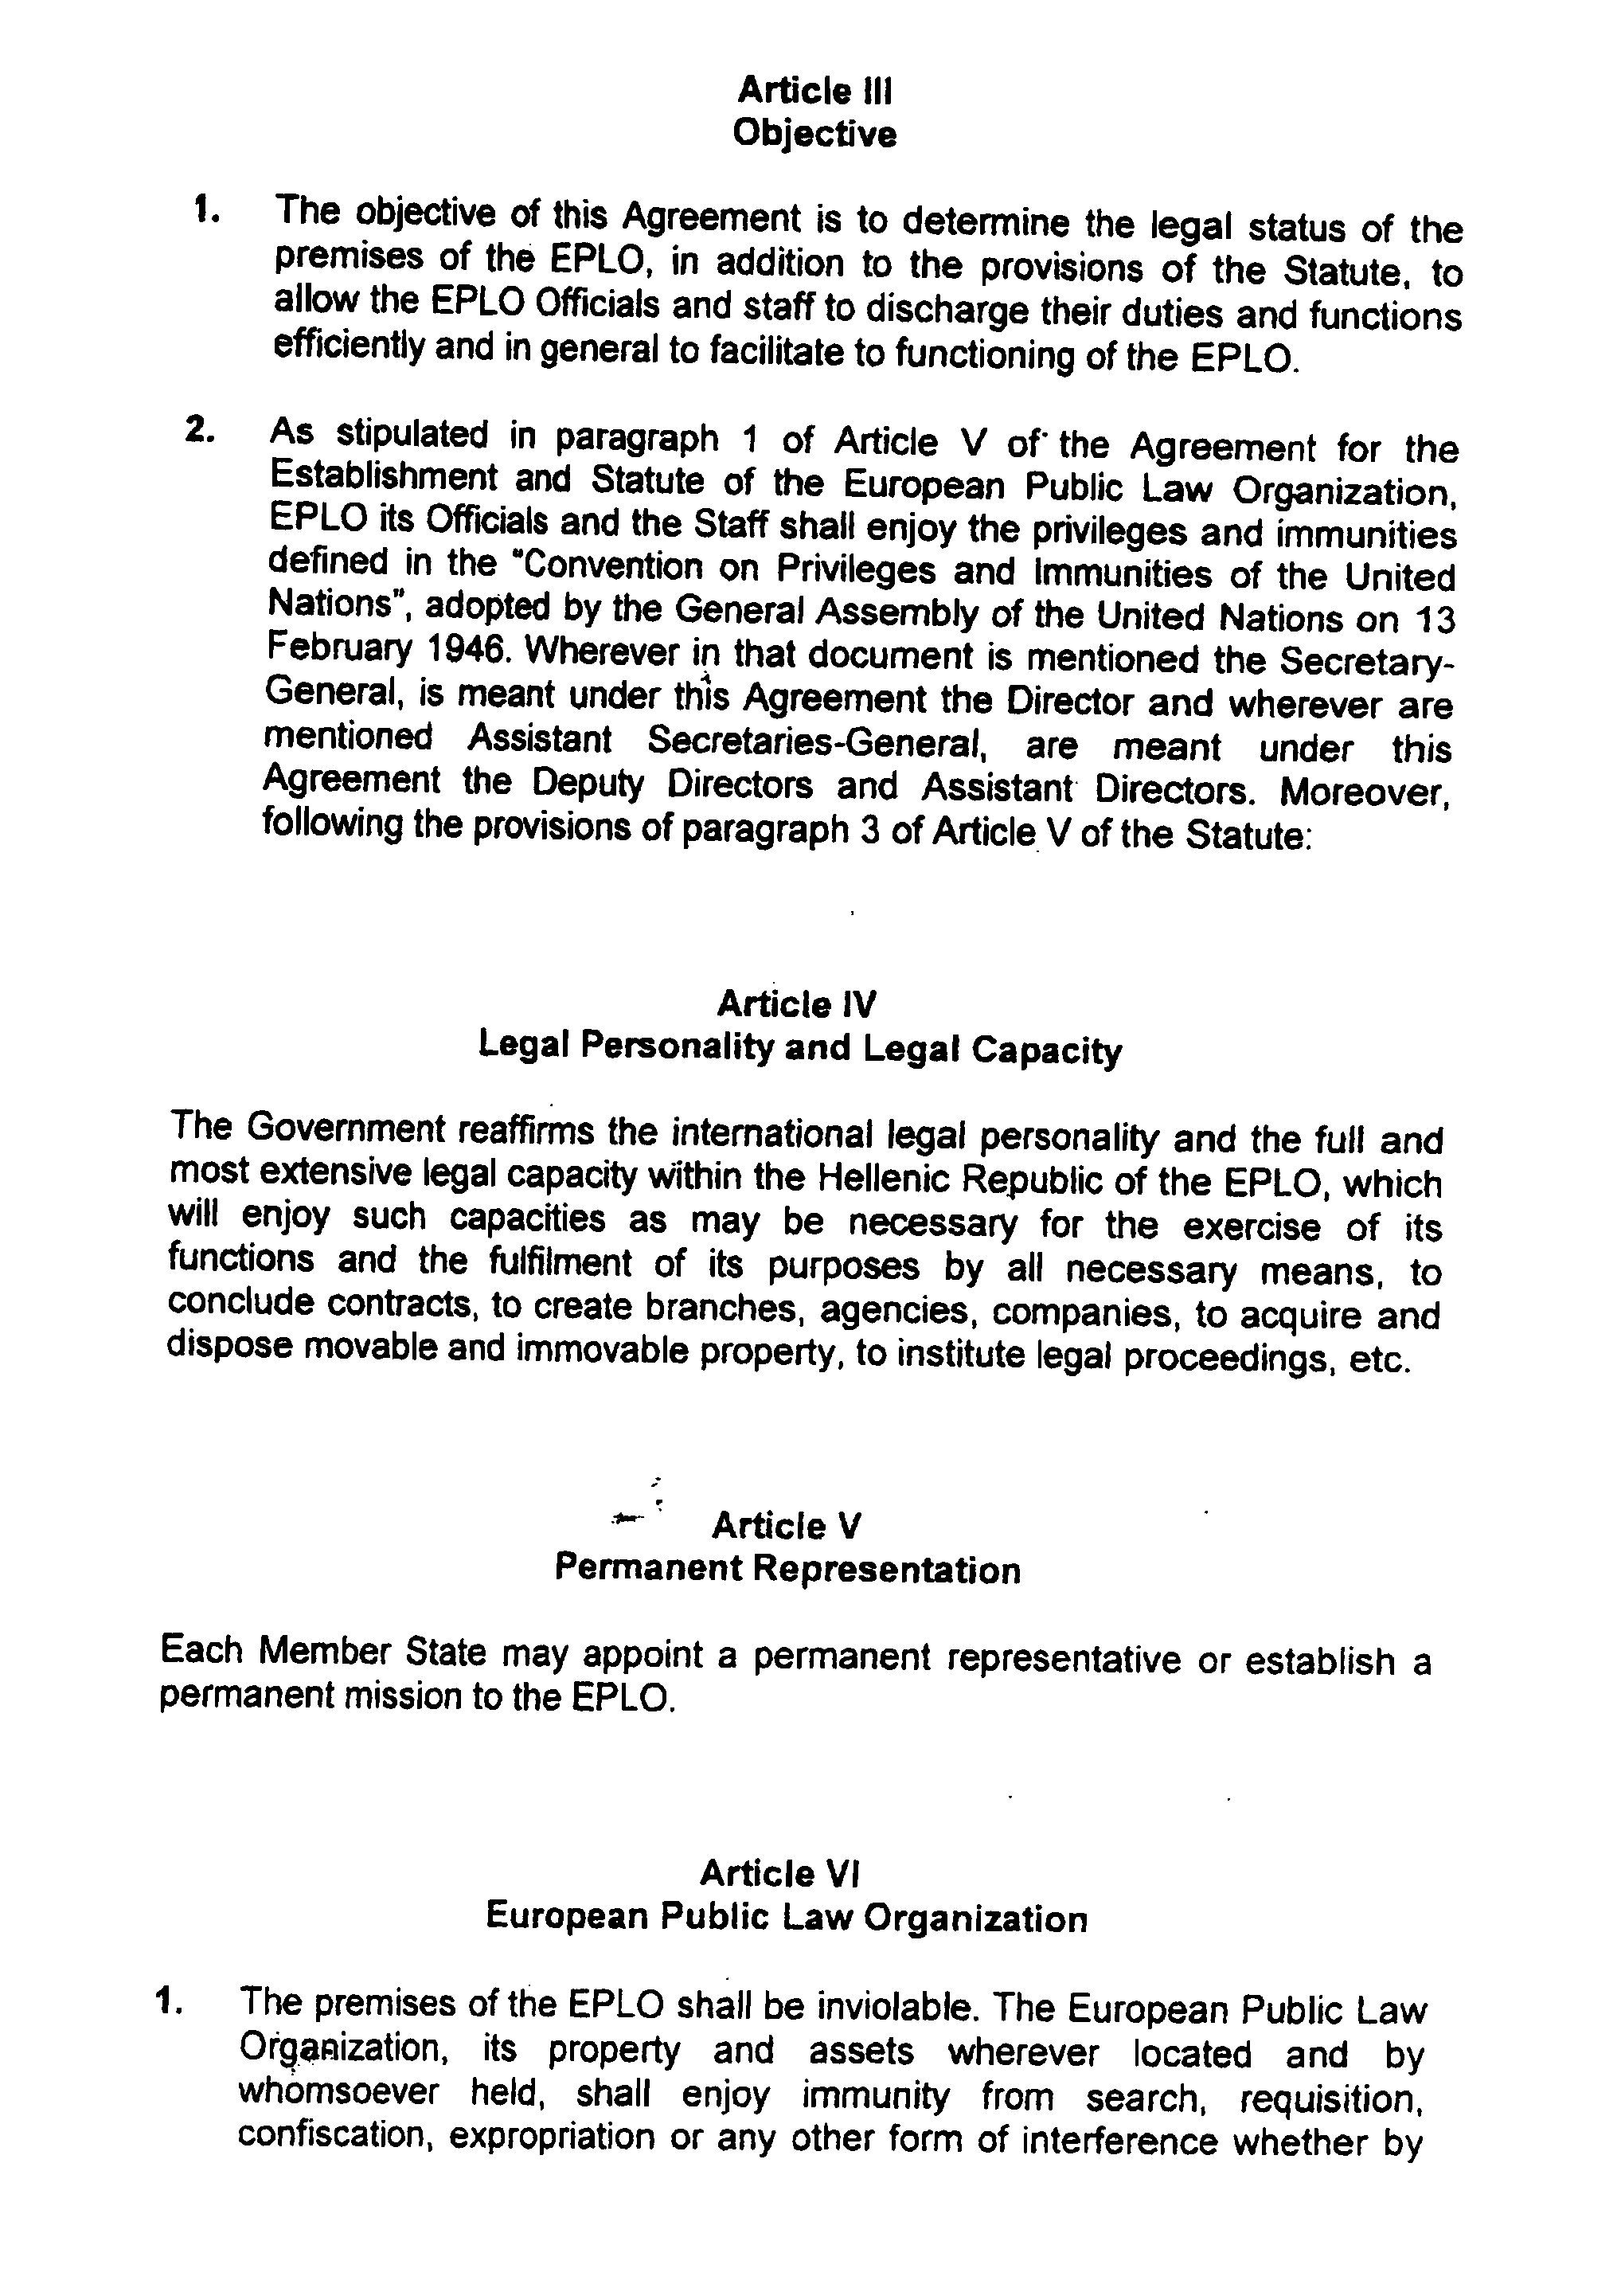 Article III
Objective
1. The objective of this Agreement is to determine the legal status of the
premises of the EPLO, in addition to the provisions of the Statute, to
allow the EPLO Officials and staff to discharge their duties and functions
efficiently and in general to facilitate to functioning of the EPLO.
2. As stipulated in paragraph 1 of Article V of the Agreement for the
Establishment and Statute of the European Public Law Organization,
EPLO its Officials and the Staff shall enjoy the privileges and immunities
defined in the "Convention on Privileges and Immunities of the United
Nations", adopted by the General Assembly of the United Nations on 13
February 1946. Wherever in that document is mentioned the Secretary-
General, is meant under this Agreement the Director and wherever are
mentioned Assistant Secretaries-General, are meant under this
Agreement the Deputy Directors and Assistant Directors. Moreover,
following the provisions of paragraph 3 of Article V of the Statute:
Article IV
Legal Personality and Legal Capacity
The Government reaffirms the international legal personality and the full and
most extensive legal capacity within the Hellenic Republic of the EPLO, which
will enjoy such capacities as may be necessary for the exercise of its
functions and the fulfilment of its purposes by all necessary means, to
conclude contracts, to create branches, agencies, companies, to acquire and
dispose movable and immovable property, to institute legal proceedings, etc.
Article V
Permanent Representation
Each Member State may appoint a permanent representative or establish a
permanent mission to the EPLO.
Article VI
European Public Law Organization
1. The premises of the EPLO shall be inviolable. The European Public Law
Organization, its property and assets wherever located and by
whomsoever held, shall enjoy immunity from search, requisition,
confiscation, expropriation or any other form of interference whether by